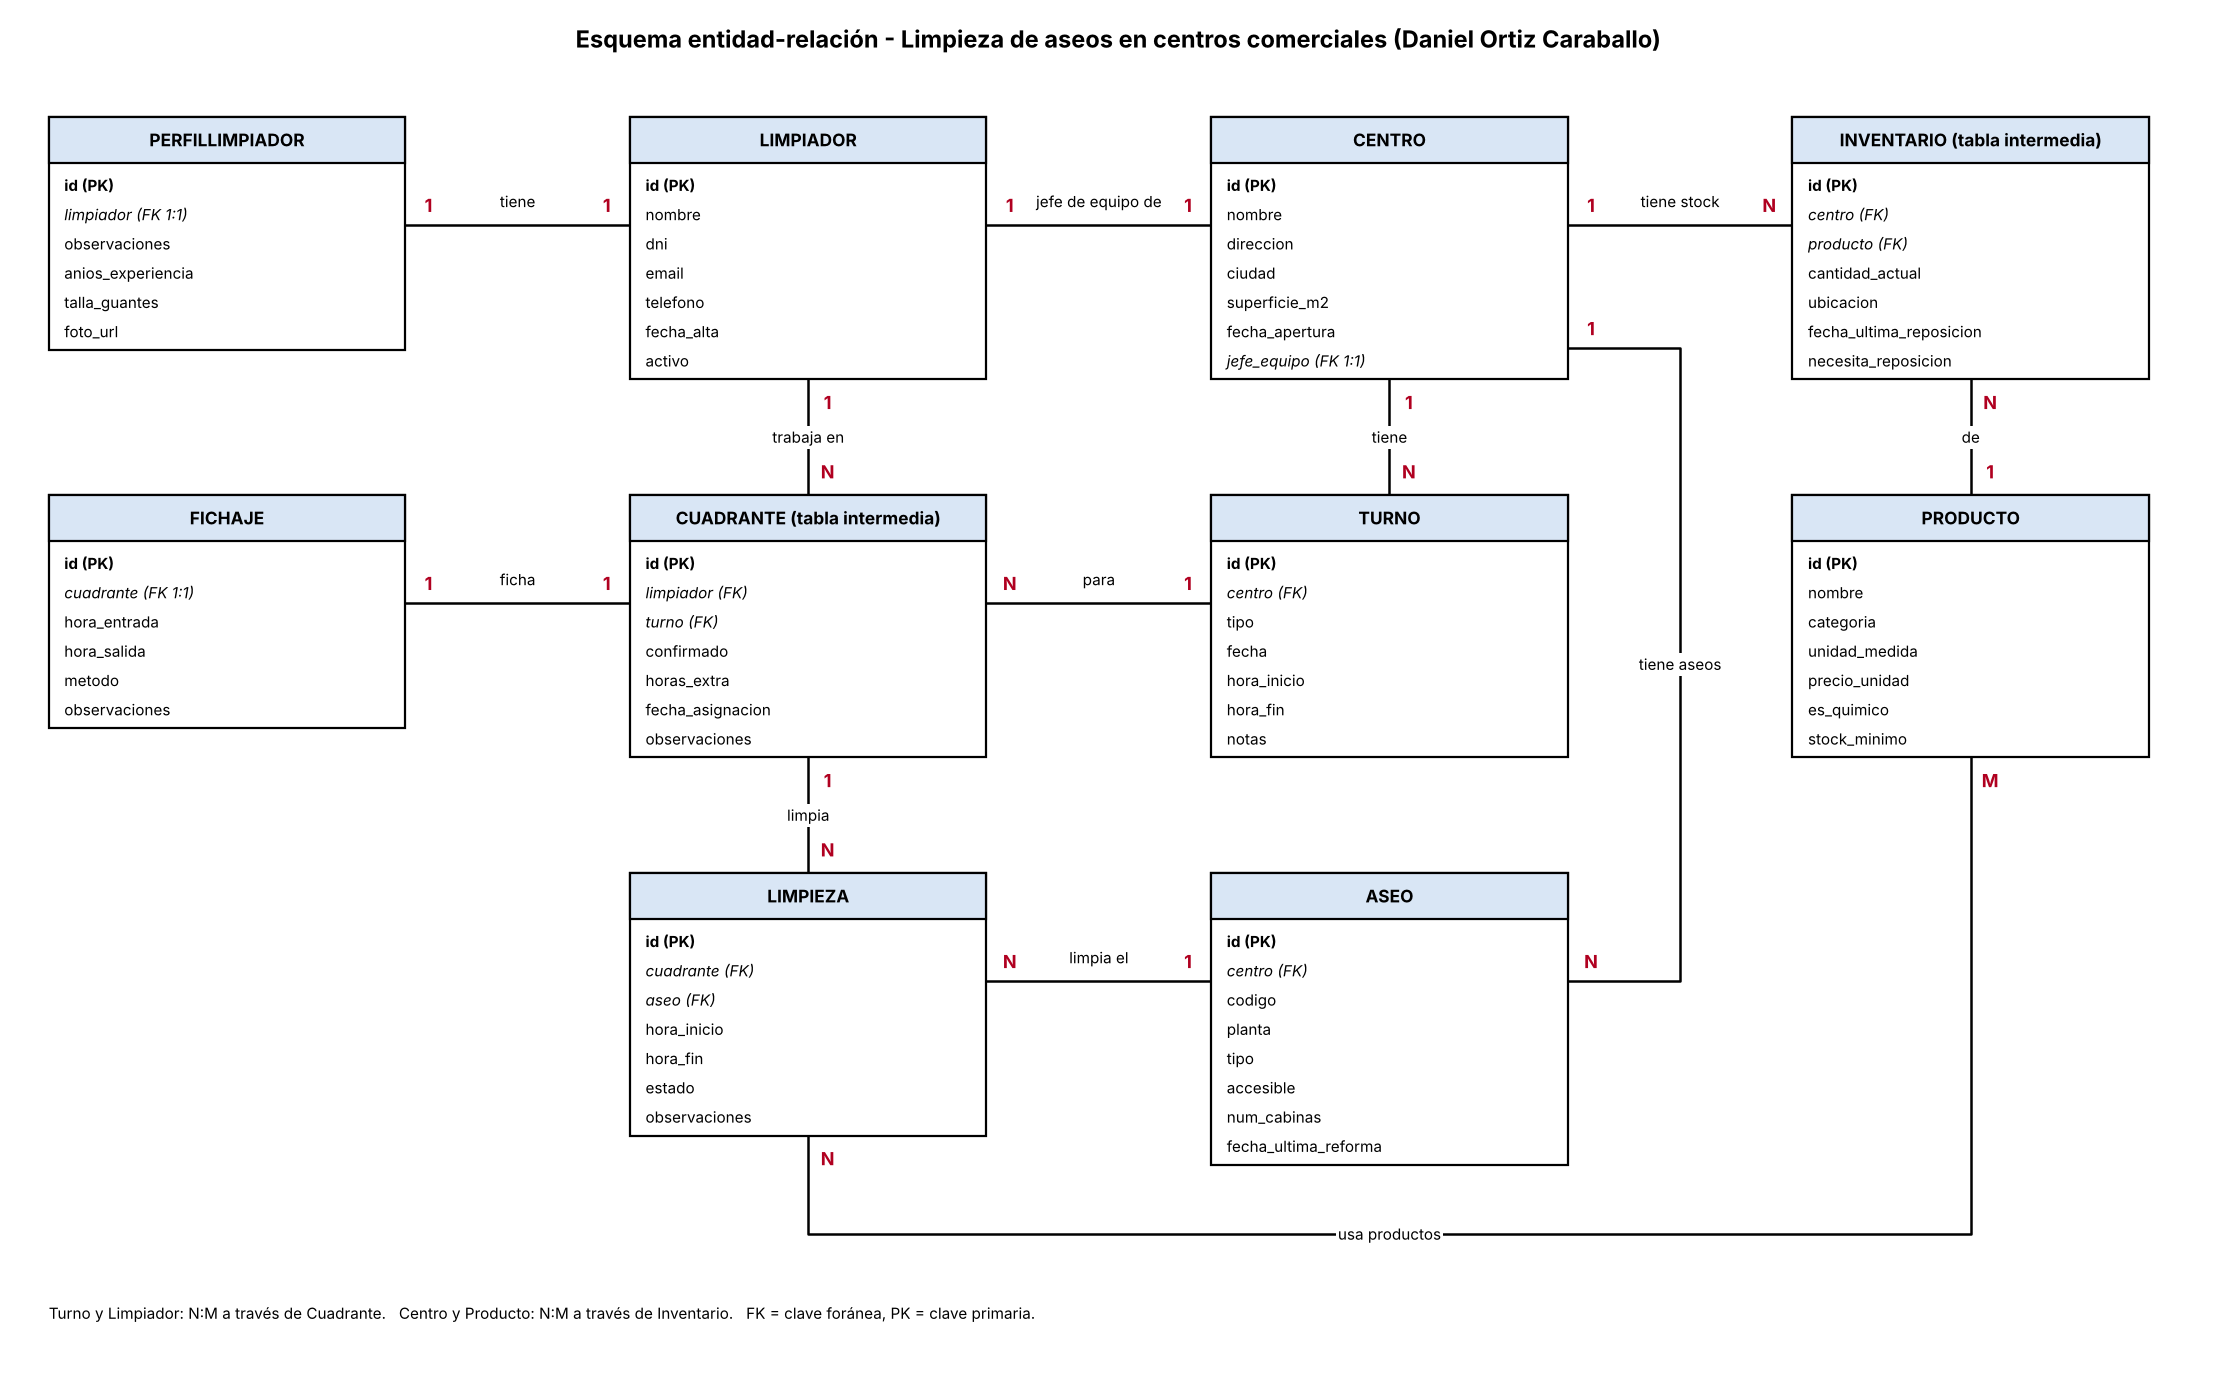 Esquema entidad-relación - Limpieza de aseos en centros comerciales (Daniel Ortiz Caraballo)
PERFILLIMPIADOR
id (PK)
limpiador (FK 1:1)
observaciones
anios_experiencia
talla_guantes
foto_url
1 tiene 1
LIMPIADOR
id (PK)
nombre
dni
email
telefono
fecha_alta
activo
1 jefe de equipo de 1
CENTRO
id (PK)
nombre
direccion
ciudad
superficie_m2
fecha_apertura
jefe_equipo (FK 1:1)
1 tiene stock N
INVENTARIO (tabla intermedia)
id (PK)
centro (FK)
producto (FK)
cantidad_actual
ubicacion
fecha_ultima_reposicion
necesita_reposicion
1
trabaja en
N
1
tiene
N
1
tiene aseos
N
N
de
1
FICHAJE
id (PK)
cuadrante (FK 1:1)
hora_entrada
hora_salida
metodo
observaciones
1 ficha 1
CUADRANTE (tabla intermedia)
id (PK)
limpiador (FK)
turno (FK)
confirmado
horas_extra
fecha_asignacion
observaciones
N para 1
TURNO
id (PK)
centro (FK)
tipo
fecha
hora_inicio
hora_fin
notas
PRODUCTO
id (PK)
nombre
categoria
unidad_medida
precio_unidad
es_quimico
stock_minimo
M
1
limpia
N
LIMPIEZA
id (PK)
cuadrante (FK)
aseo (FK)
hora_inicio
hora_fin
estado
observaciones
N limpia el 1
ASEO
id (PK)
centro (FK)
codigo
planta
tipo
accesible
num_cabinas
fecha_ultima_reforma
N
usa productos
Turno y Limpiador: N:M a través de Cuadrante. Centro y Producto: N:M a través de Inventario. FK = clave foránea, PK = clave primaria.